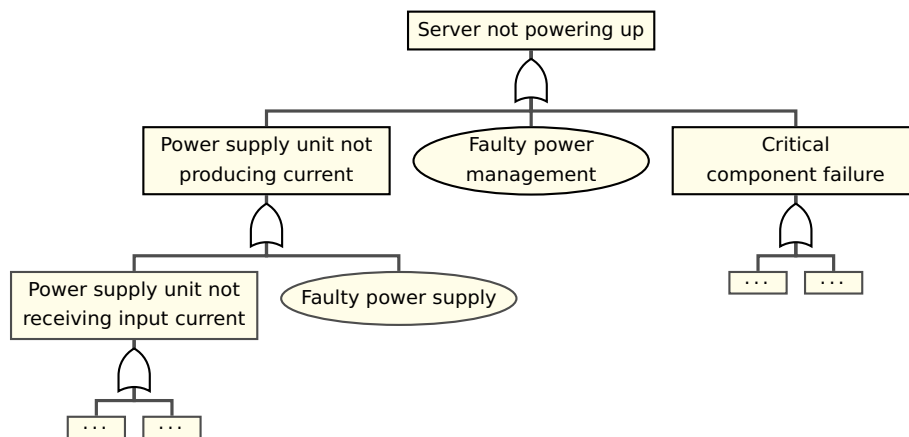 Server not powering up
Power supply unit not
producing current
Faulty power
management
Critical
component failure
Power supply unit not
receiving input current
Faulty power supply
...
...
...
...